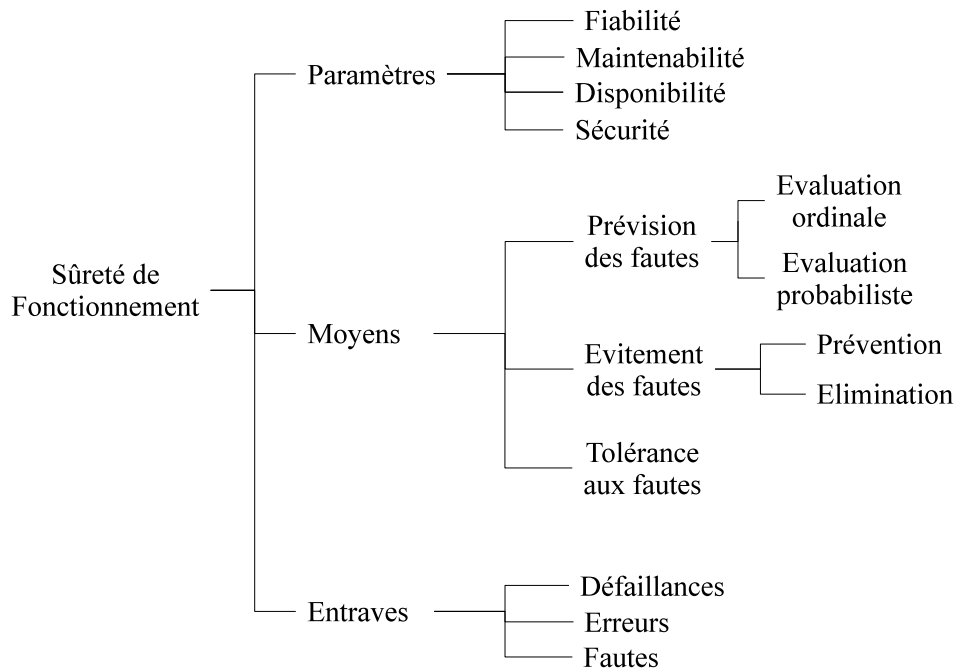 Sûreté de
Fonctionnement
Paramètres
Fiabilité
Maintenabilité
Disponibilité
Sécurité
Moyens
Prévision
des fautes
Evaluation
ordinale
Evaluation
probabiliste
Evitement
des fautes
Prévention
Elimination
Tolérance
aux fautes
Entraves
Défaillances
Erreurs
Fautes